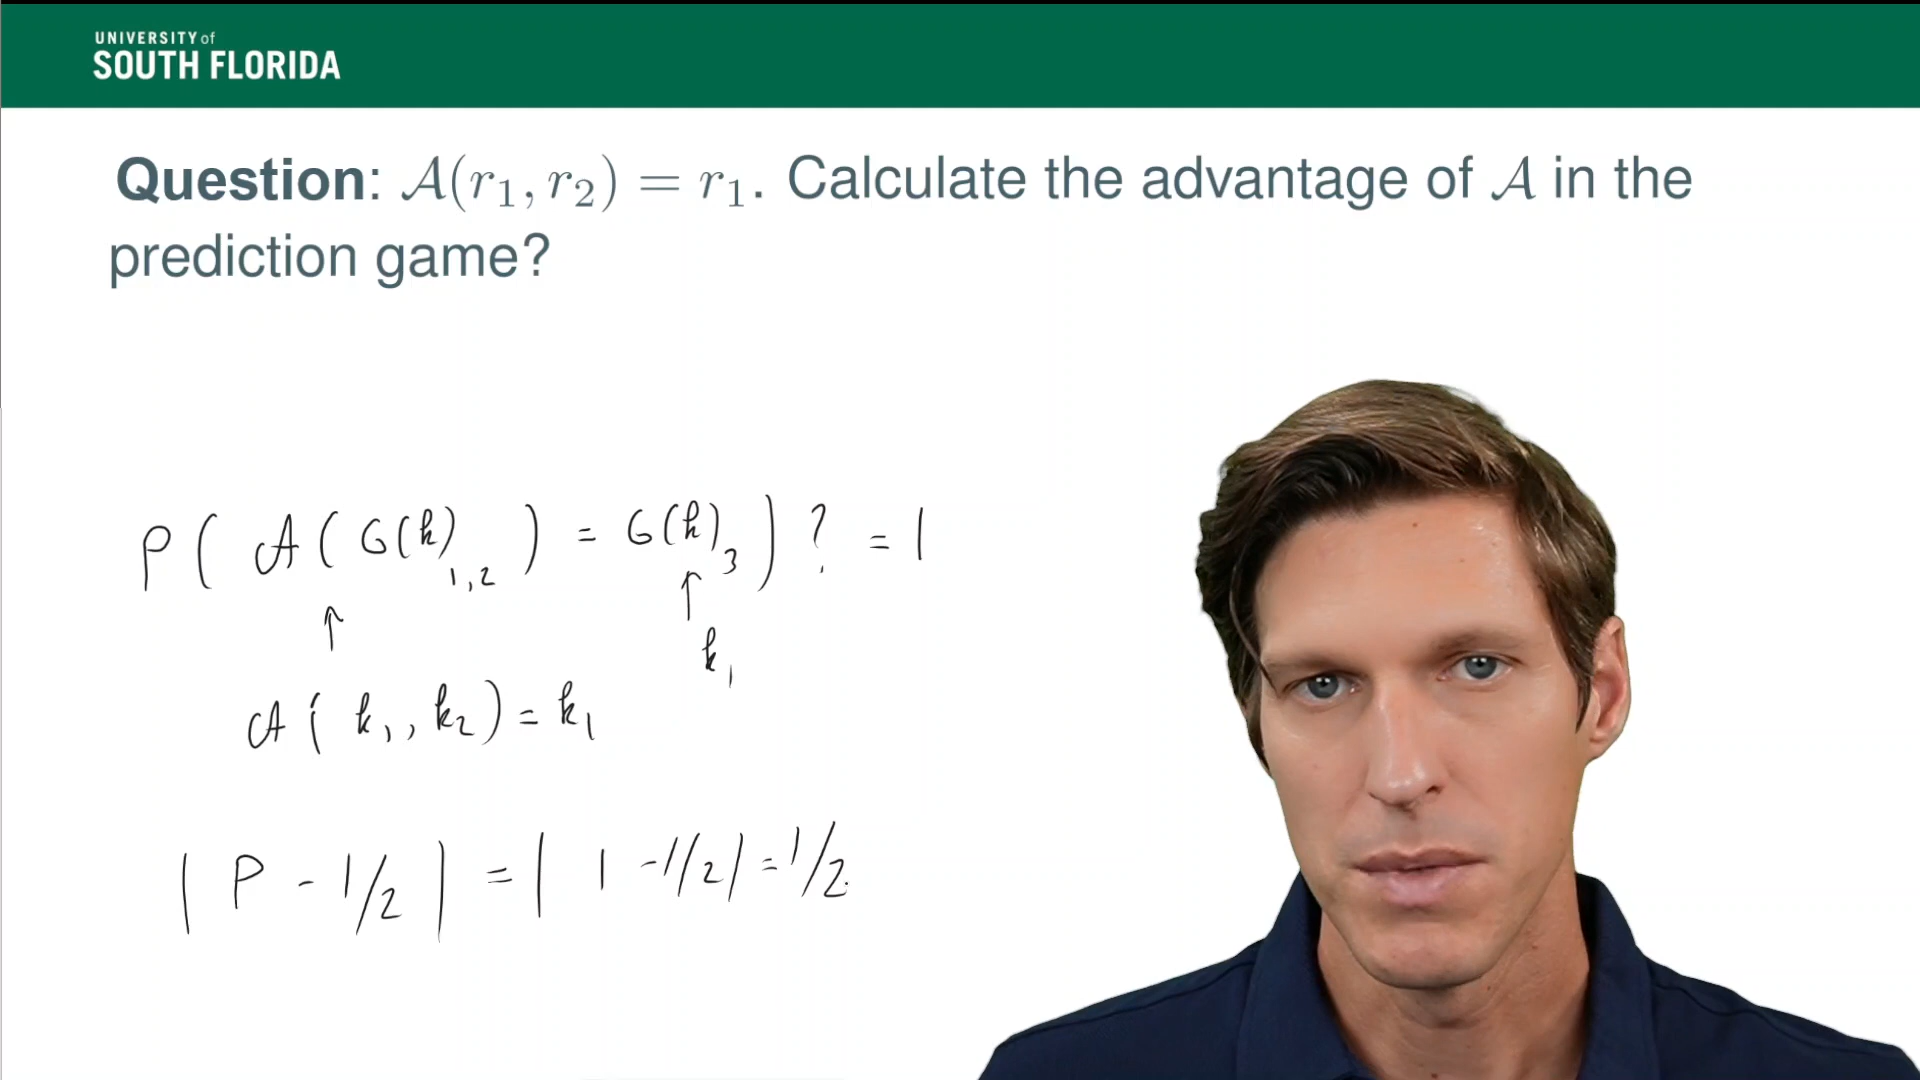 UNIVERSITY of
SOUTH FLORIDA
Question: 𝒜(r₁, r₂) = r₁. Calculate the advantage of 𝒜 in the
prediction game?
P ( 𝒜 ( G(k)₁,₂ ) = G(k)₃ ) ? = 1
↑ ↑
k₁
𝒜 ( k₁, k₂ ) = k₁
| P - 1/2 | = | 1 - 1/2 | = 1/2.